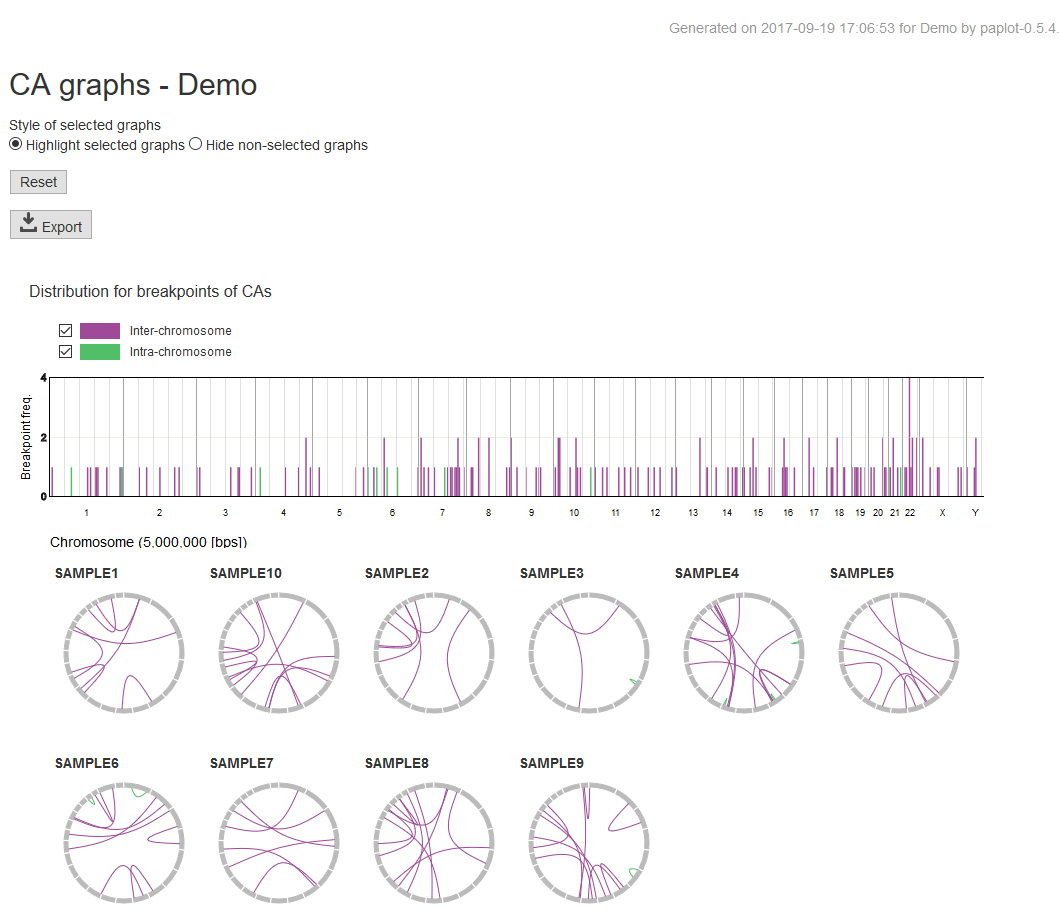 Generated on 2017-09-19 17:06:53 for Demo by paplot-0.5.4.
CA graphs - Demo
Style of selected graphs
Highlight selected graphs Hide non-selected graphs
Reset
Export
Distribution for breakpoints of CAs
Inter-chromosome
Intra-chromosome
4
2
0
Breakpoint freq.
1 2 3 4 5 6 7 8 9 10 11 12 13 14 15 16 17 18 19 20 21 22 X Y
Chromosome (5,000,000 [bps])
SAMPLE1 SAMPLE10 SAMPLE2 SAMPLE3 SAMPLE4 SAMPLE5
SAMPLE6 SAMPLE7 SAMPLE8 SAMPLE9